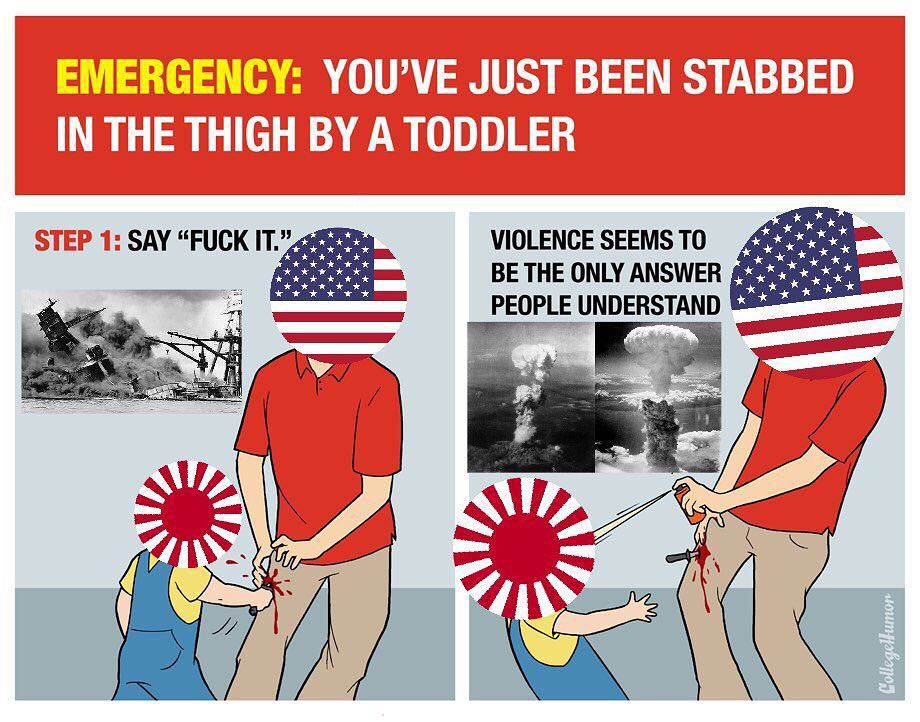 EMERGENCY: YOU'VE JUST BEEN STABBED
IN THE THIGH BY A TODDLER
STEP 1: SAY “FUCK IT.”
VIOLENCE SEEMS TO
BE THE ONLY ANSWER
PEOPLE UNDERSTAND
CollegeHumor